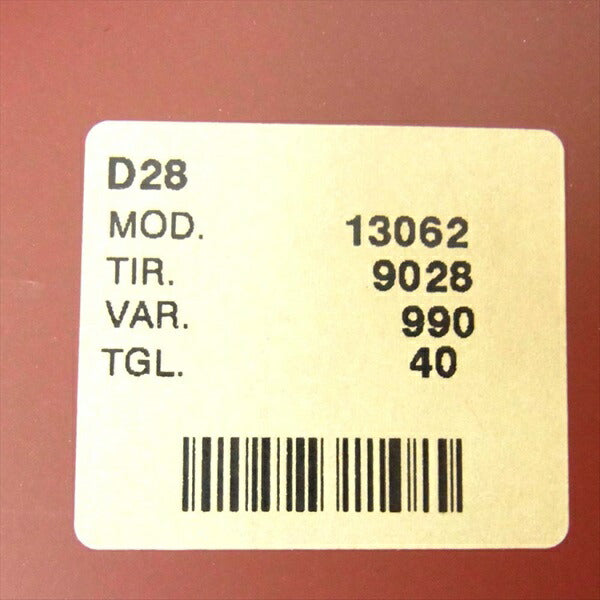 D28
MOD. 13062
TIR. 9028
VAR. 990
TGL. 40